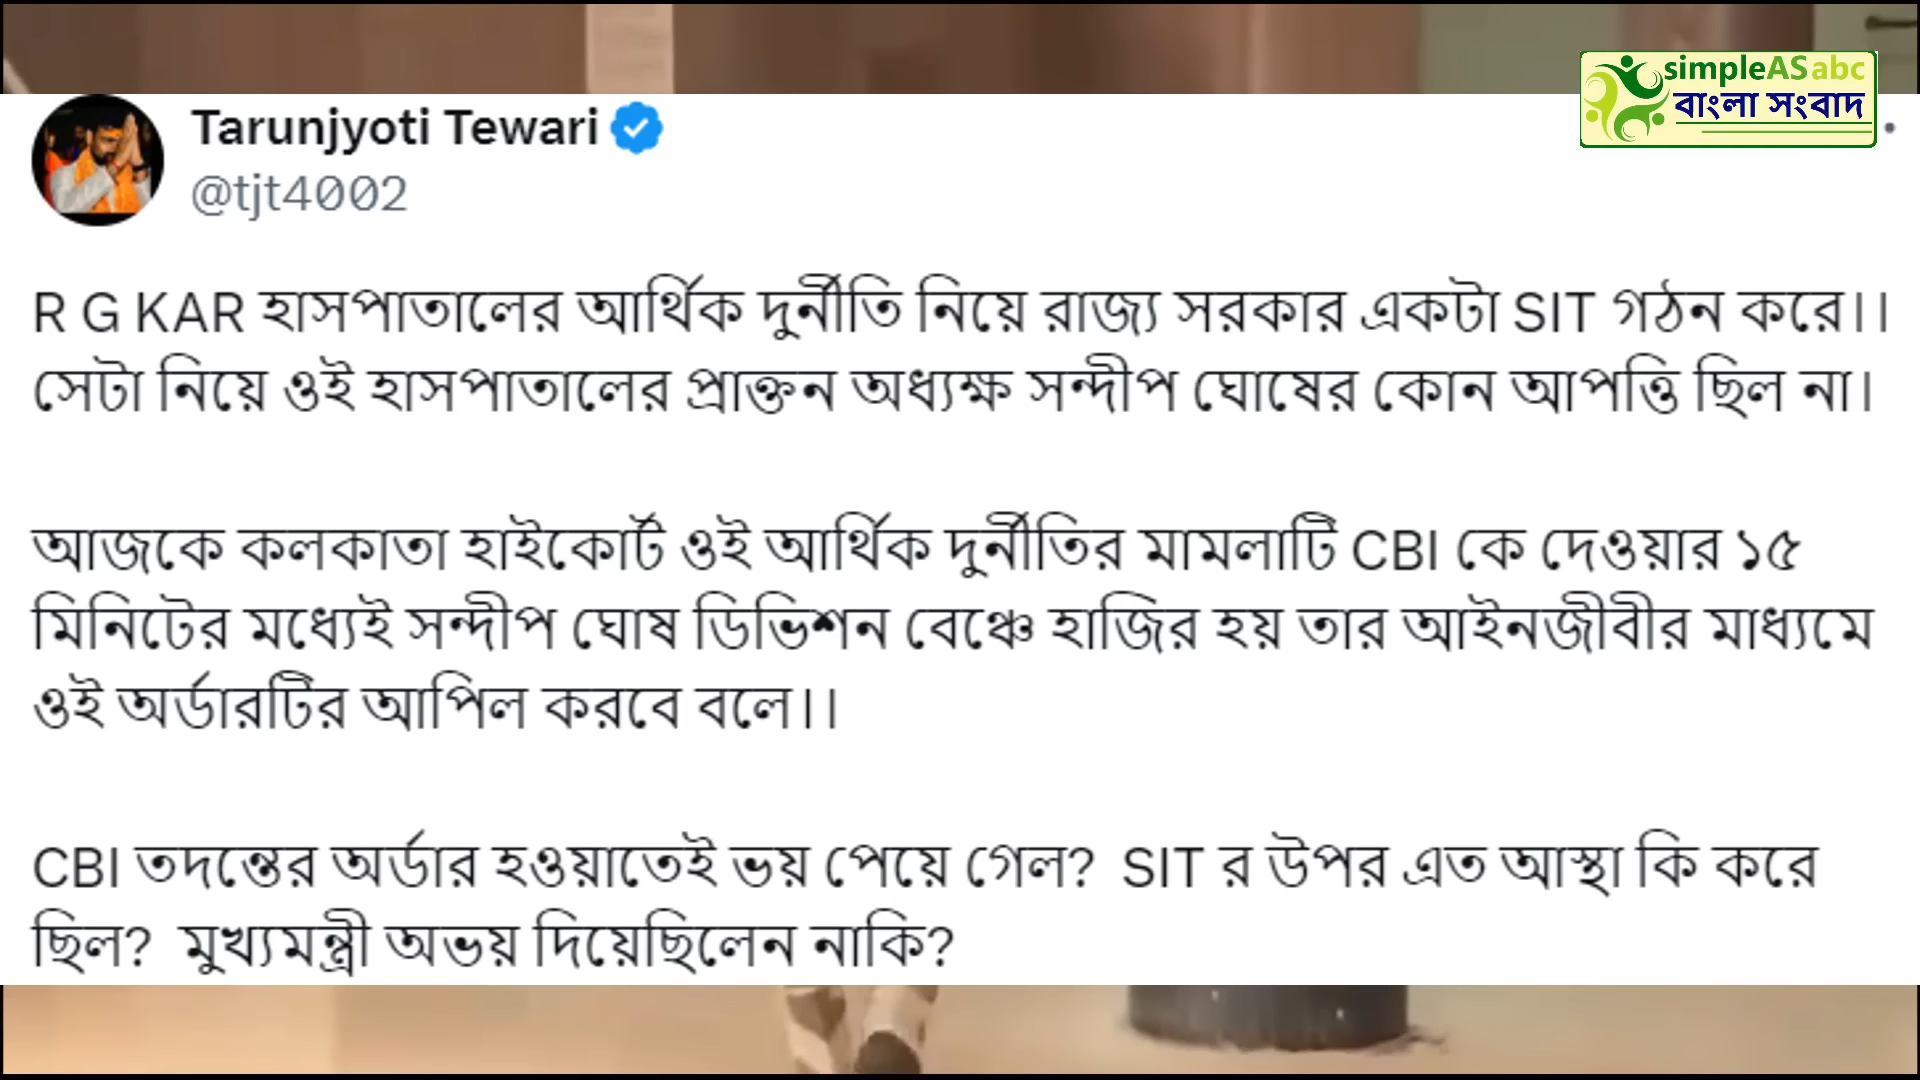 simpleASabc
বাংলা সংবাদ
Tarunjyoti Tewari
@tjt4002
R G KAR হাসপাতালের আর্থিক দুর্নীতি নিয়ে রাজ্য সরকার একটা SIT গঠন করে।।
সেটা নিয়ে ওই হাসপাতালের প্রাক্তন অধ্যক্ষ সন্দীপ ঘোষের কোন আপত্তি ছিল না।
আজকে কলকাতা হাইকোর্ট ওই আর্থিক দুর্নীতির মামলাটি CBI কে দেওয়ার ১৫
মিনিটের মধ্যেই সন্দীপ ঘোষ ডিভিশন বেঞ্চে হাজির হয় তার আইনজীবীর মাধ্যমে
ওই অর্ডারটির আপিল করবে বলে।।
CBI তদন্তের অর্ডার হওয়াতেই ভয় পেয়ে গেল? SIT র উপর এত আস্থা কি করে
ছিল? মুখ্যমন্ত্রী অভয় দিয়েছিলেন নাকি?